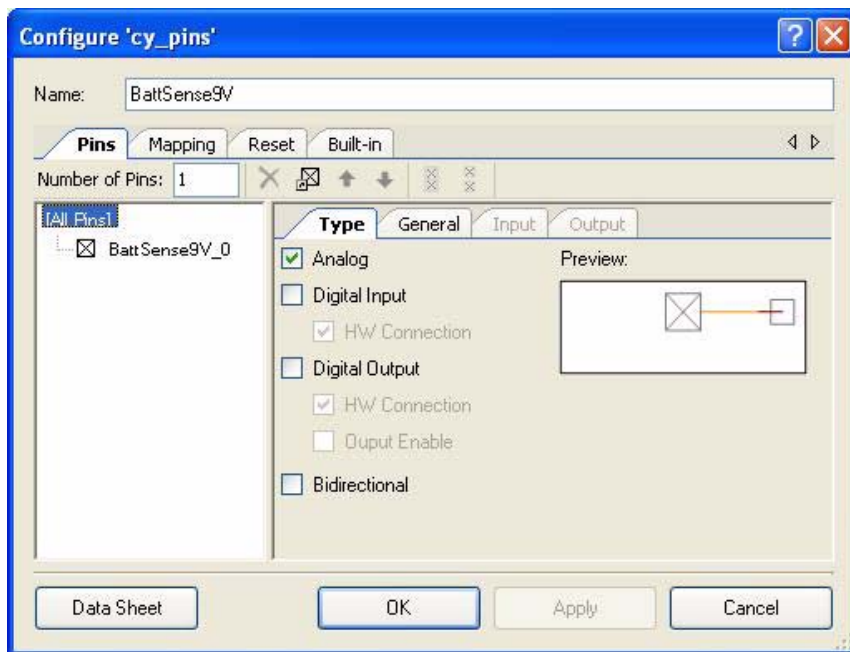 Configure 'cy_pins'
Name: BattSense9V
Pins Mapping Reset Built-in
Number of Pins: 1
[All Pins]
BattSense9V_0
Type General Input Output
Analog
Preview:
Digital Input
HW Connection
Digital Output
HW Connection
Ouput Enable
Bidirectional
Data Sheet OK Apply Cancel